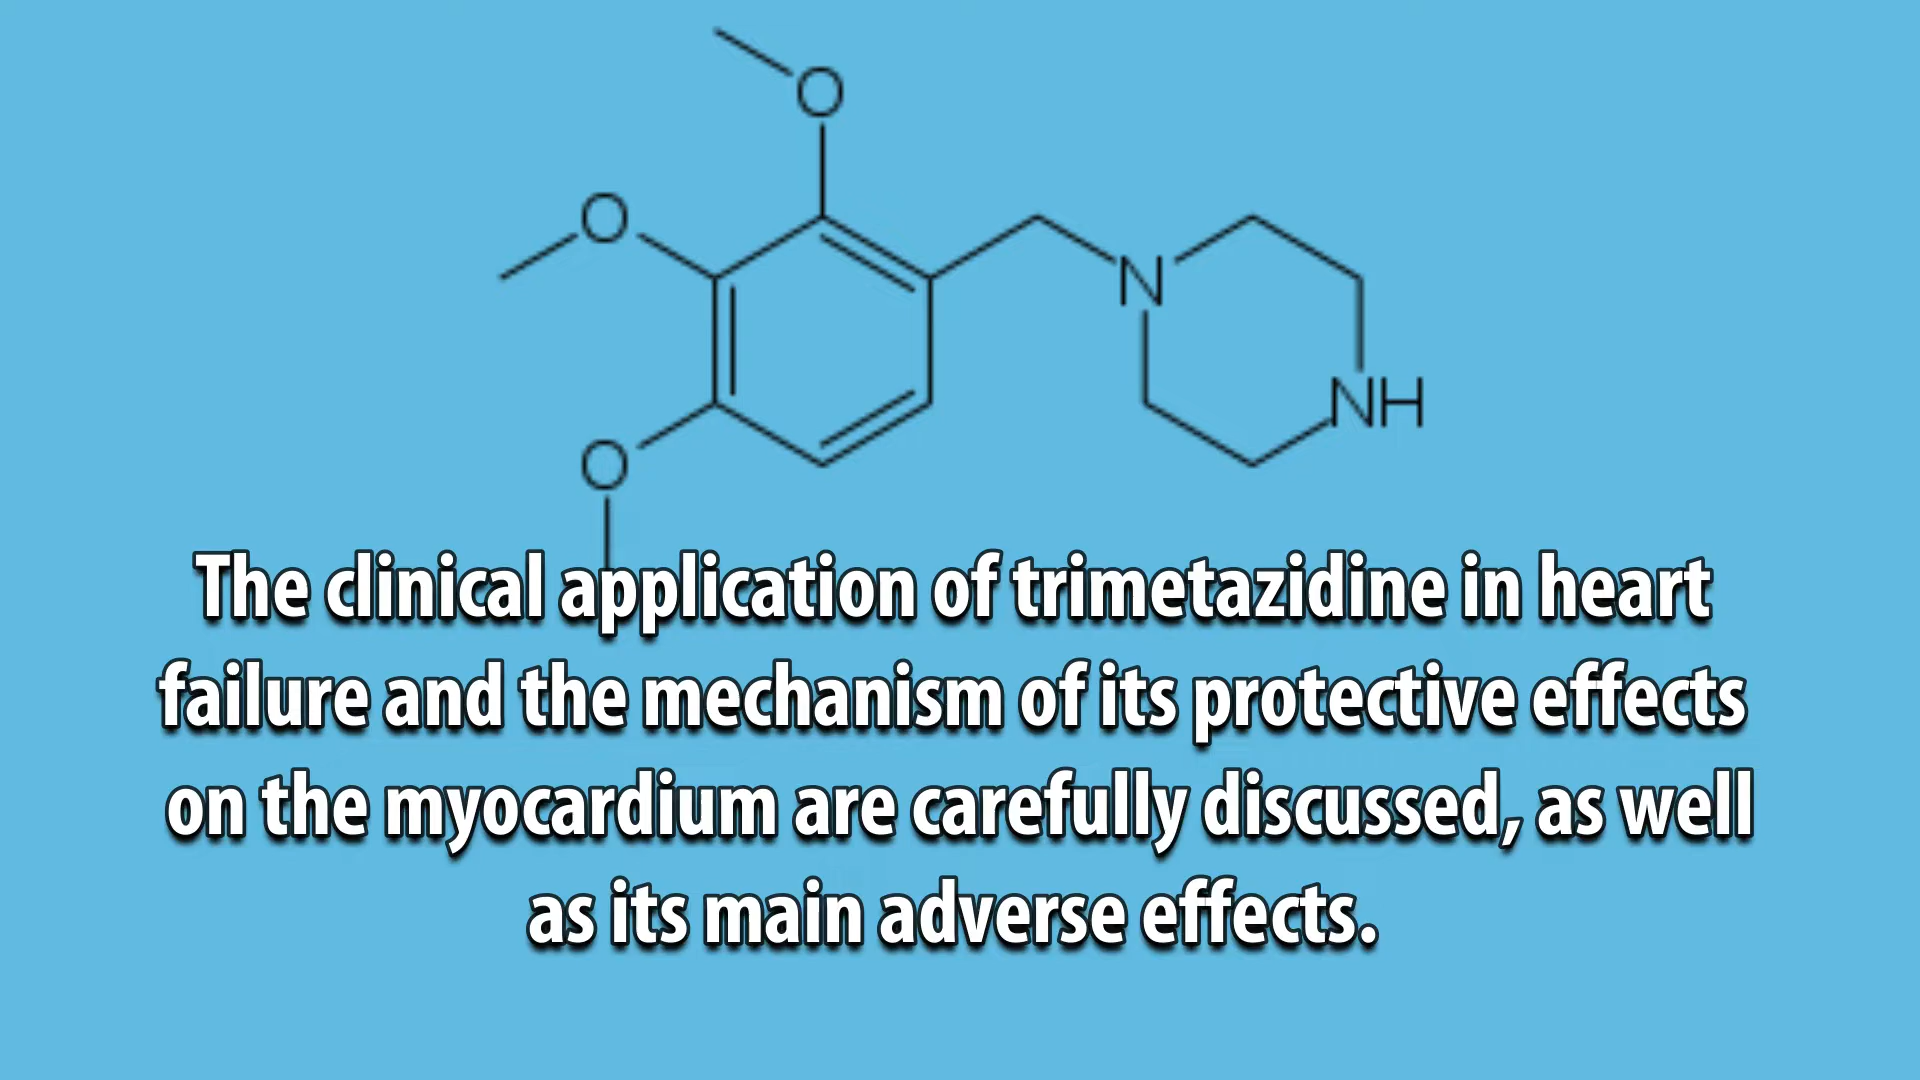 O
O
N
NH
O
The clinical application of trimetazidine in heart
failure and the mechanism of its protective effects
on the myocardium are carefully discussed, as well
as its main adverse effects.